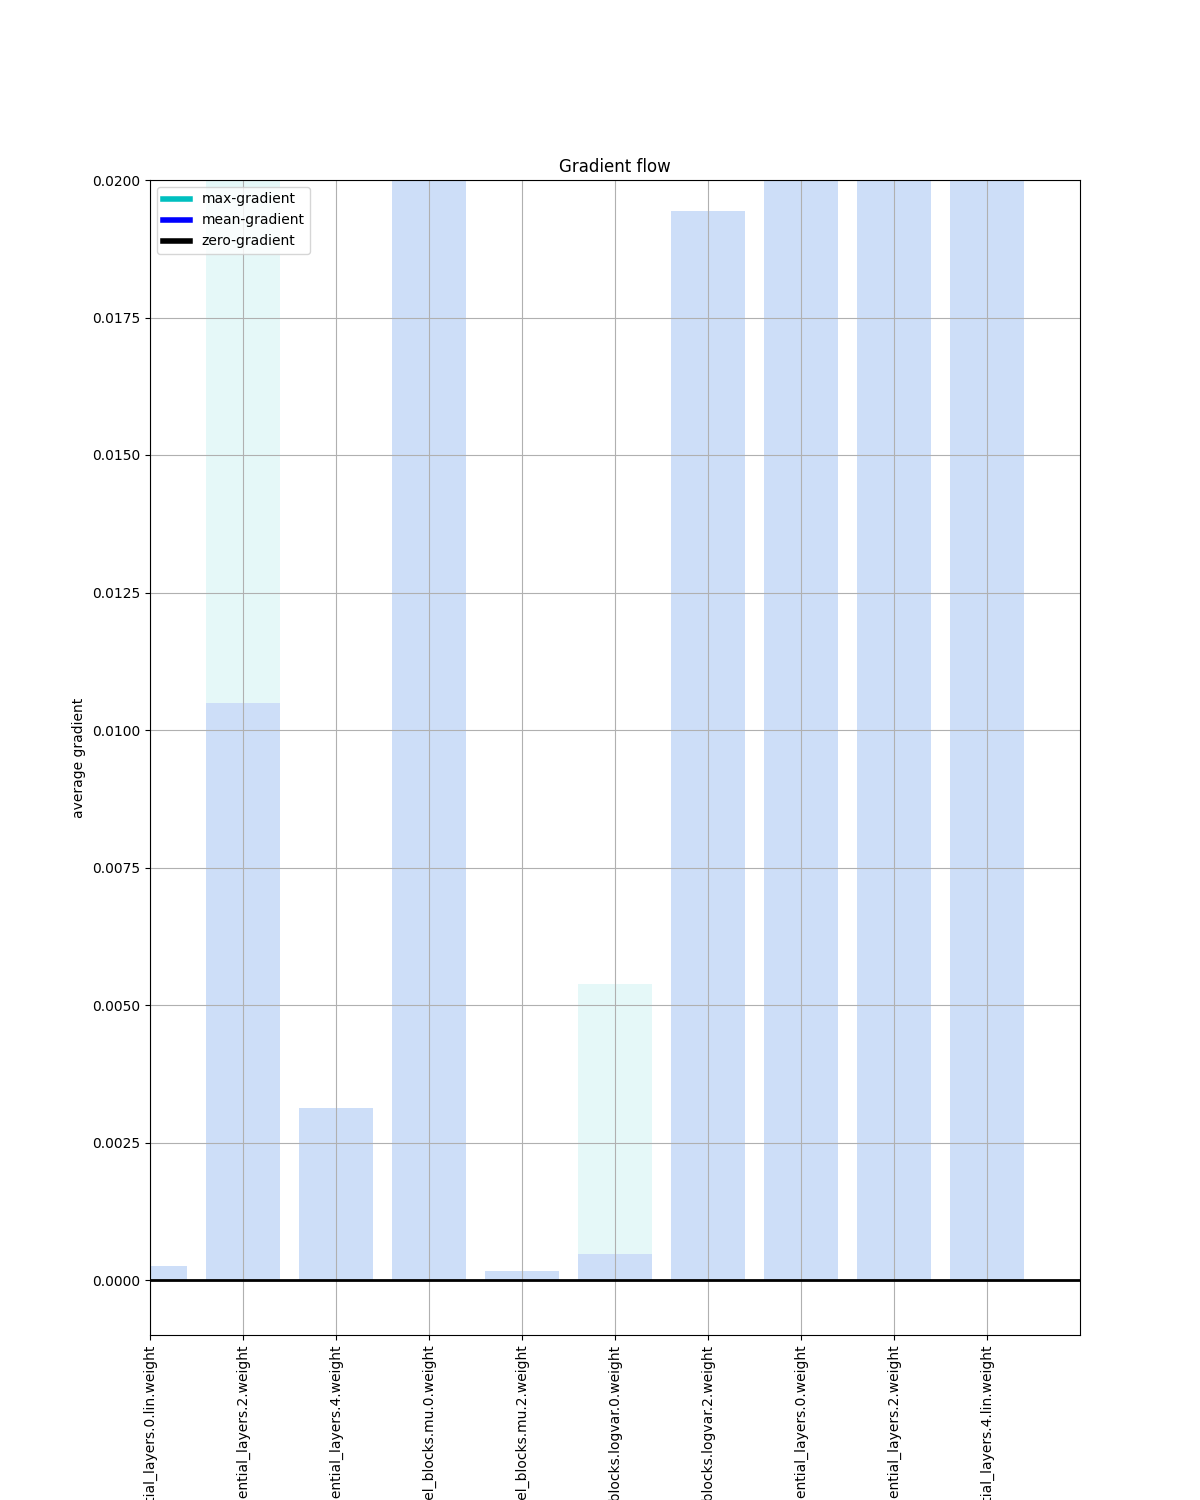 Gradient flow
max-gradient
mean-gradient
zero-gradient
0.0200
0.0175
0.0150
0.0125
0.0100
0.0075
0.0050
0.0025
0.0000
average gradient
tial_layers.0.lin.weight
ential_layers.2.weight
ential_layers.4.weight
el_blocks.mu.0.weight
el_blocks.mu.2.weight
blocks.logvar.0.weight
blocks.logvar.2.weight
ential_layers.0.weight
ential_layers.2.weight
tial_layers.4.lin.weight